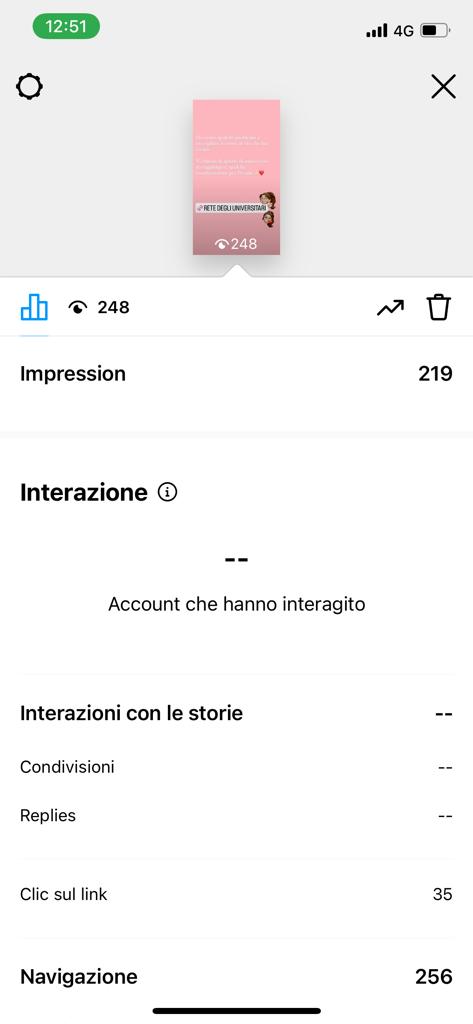 12:51
4G
RETE DEGLI UNIVERSITARI
248
248
Impression 219
Interazione
--
Account che hanno interagito
Interazioni con le storie --
Condivisioni --
Replies --
Clic sul link 35
Navigazione 256